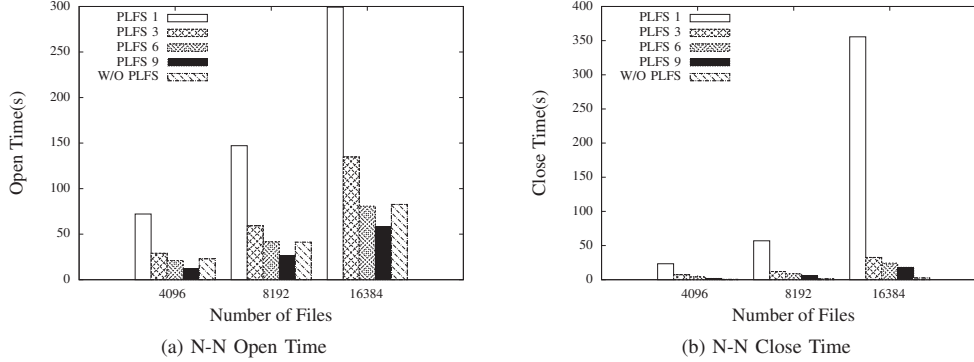 300
250
200
150
100
50
0
Open Time(s)
PLFS 1
PLFS 3
PLFS 6
PLFS 9
W/O PLFS
4096
8192
16384
Number of Files
(a) N-N Open Time
400
350
300
250
200
150
100
50
0
Close Time(s)
PLFS 1
PLFS 3
PLFS 6
PLFS 9
W/O PLFS
4096
8192
16384
Number of Files
(b) N-N Close Time